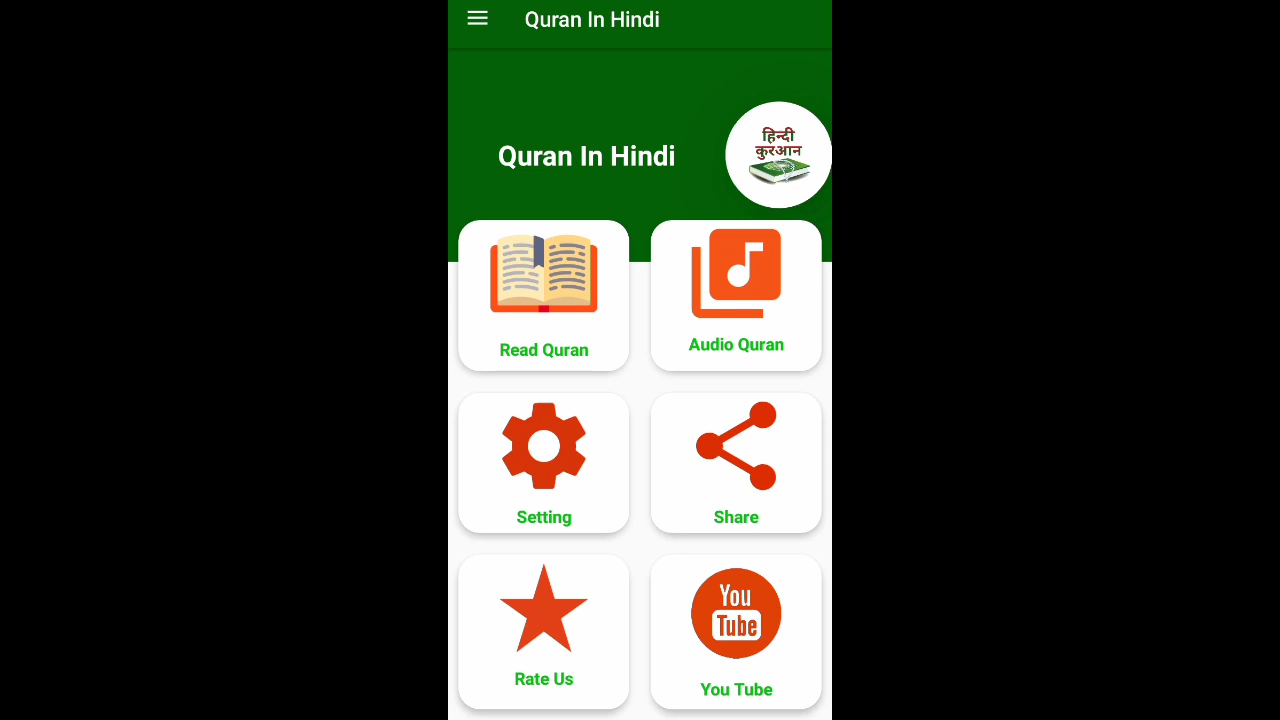 Quran In Hindi
Quran In Hindi
हिन्दी
कुरआन
Read Quran
Audio Quran
Setting
Share
You
Tube
Rate Us
You Tube